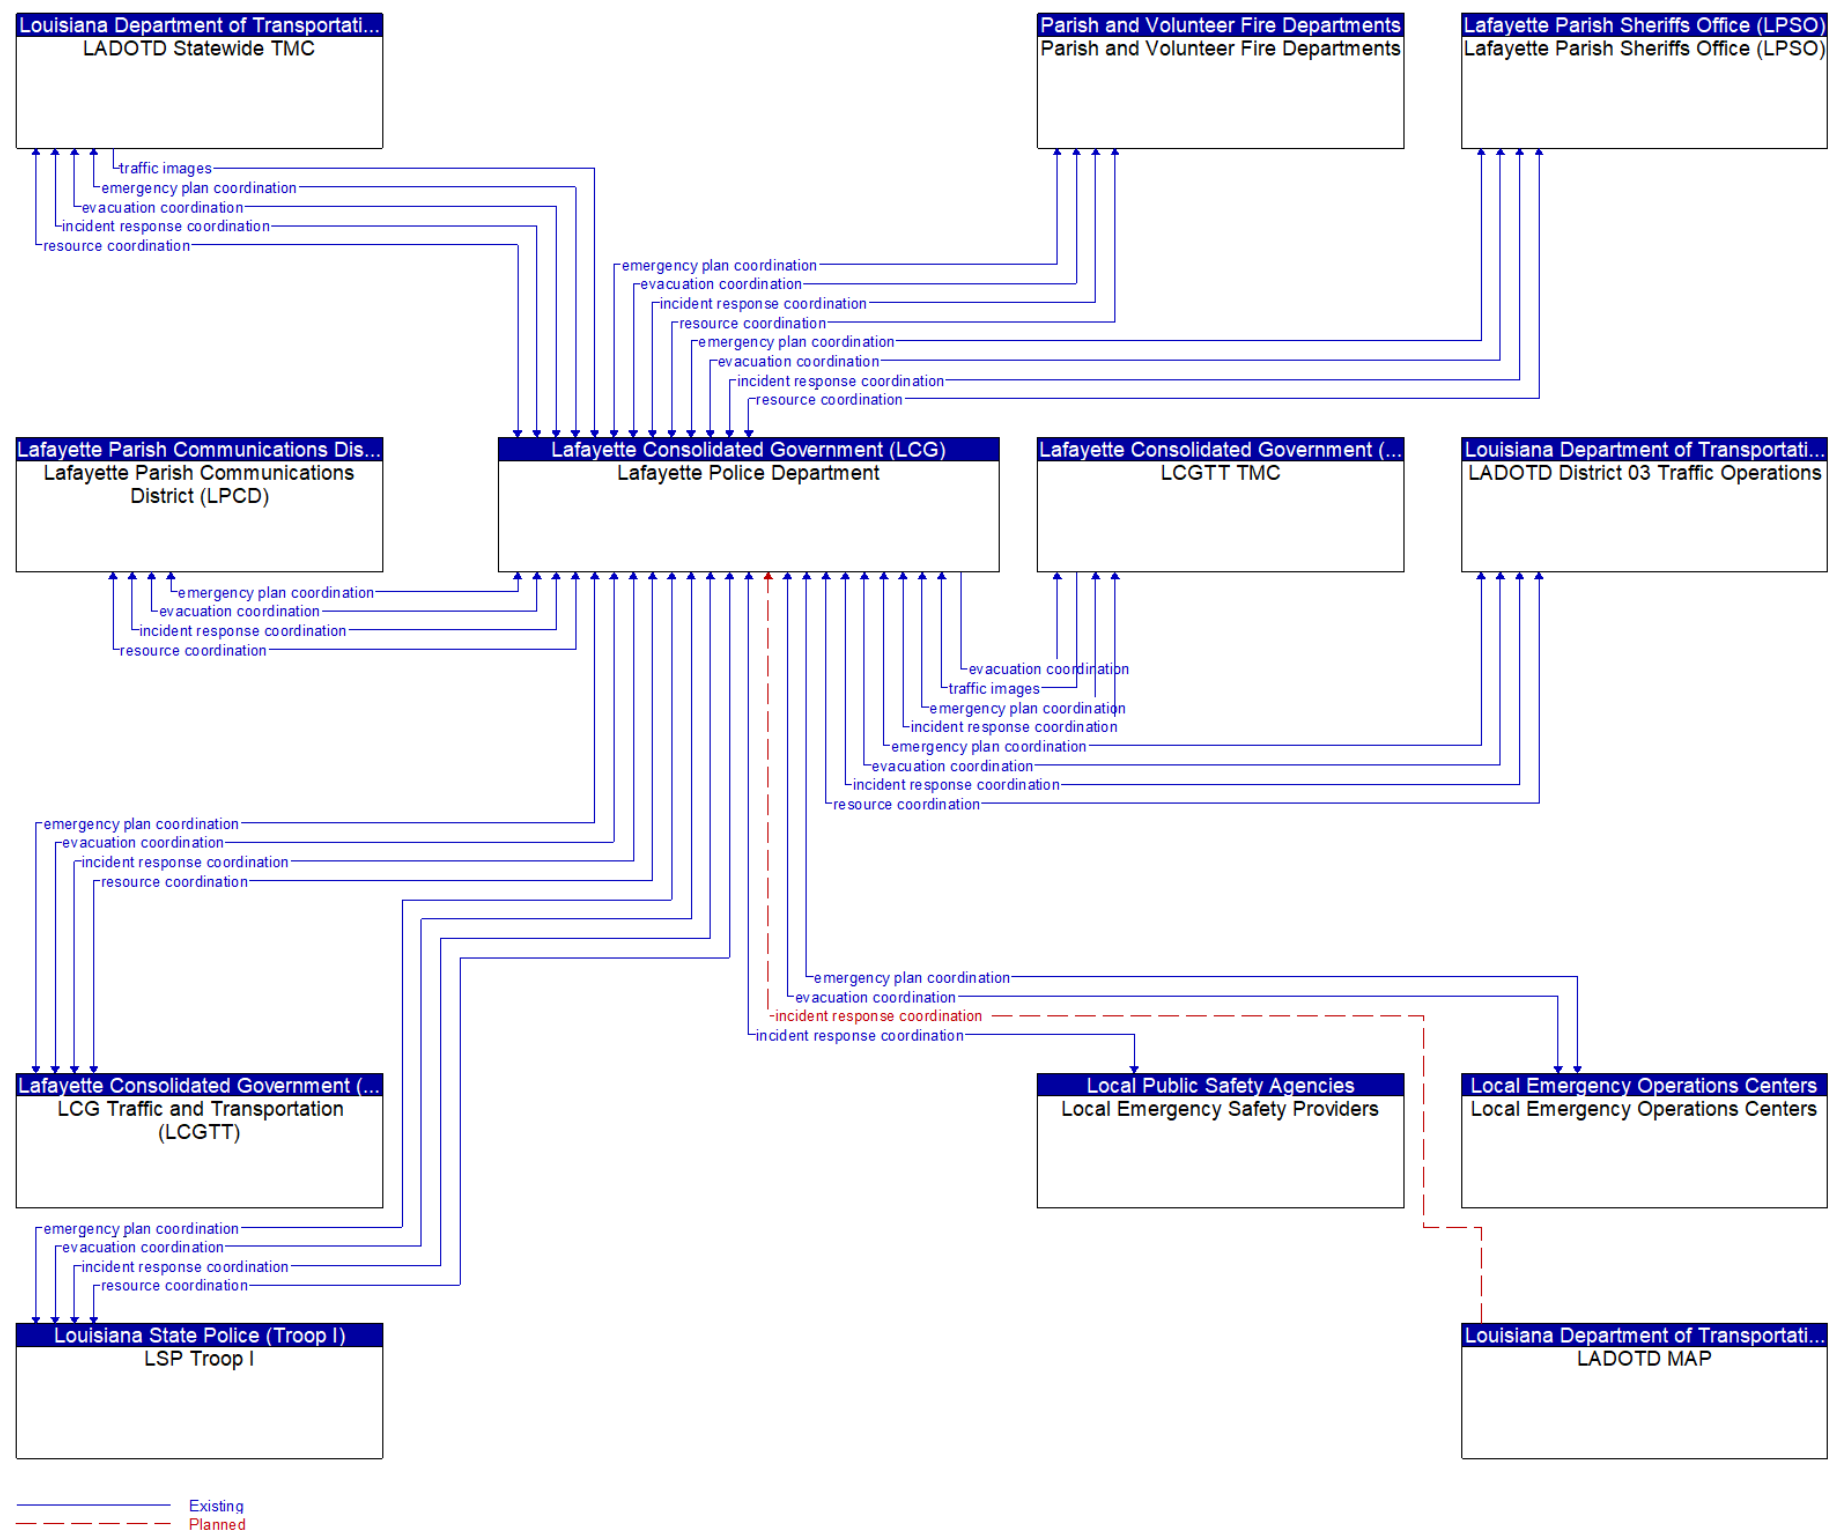 Louisiana Department of Transportati...
LADOTD Statewide TMC
Parish and Volunteer Fire Departments
Parish and Volunteer Fire Departments
Lafayette Parish Sheriffs Office (LPSO)
Lafayette Parish Sheriffs Office (LPSO)
traffic images
emergency plan coordination
evacuation coordination
incident response coordination
resource coordination
emergency plan coordination
evacuation coordination
incident response coordination
resource coordination
emergency plan coordination
evacuation coordination
incident response coordination
resource coordination
Lafayette Parish Communications Dis...
Lafayette Parish Communications
District (LPCD)
Lafayette Consolidated Government (LCG)
Lafayette Police Department
Lafayette Consolidated Government (...
LCGTT TMC
Louisiana Department of Transportati...
LADOTD District 03 Traffic Operations
emergency plan coordination
evacuation coordination
incident response coordination
resource coordination
evacuation coordination
traffic images
emergency plan coordination
incident response coordination
emergency plan coordination
evacuation coordination
incident response coordination
resource coordination
emergency plan coordination
evacuation coordination
incident response coordination
resource coordination
emergency plan coordination
evacuation coordination
incident response coordination
incident response coordination
Lafayette Consolidated Government (...
LCG Traffic and Transportation
(LCGTT)
Local Public Safety Agencies
Local Emergency Safety Providers
Local Emergency Operations Centers
Local Emergency Operations Centers
emergency plan coordination
evacuation coordination
incident response coordination
resource coordination
Louisiana State Police (Troop I)
LSP Troop I
Louisiana Department of Transportati...
LADOTD MAP
Existing
Planned